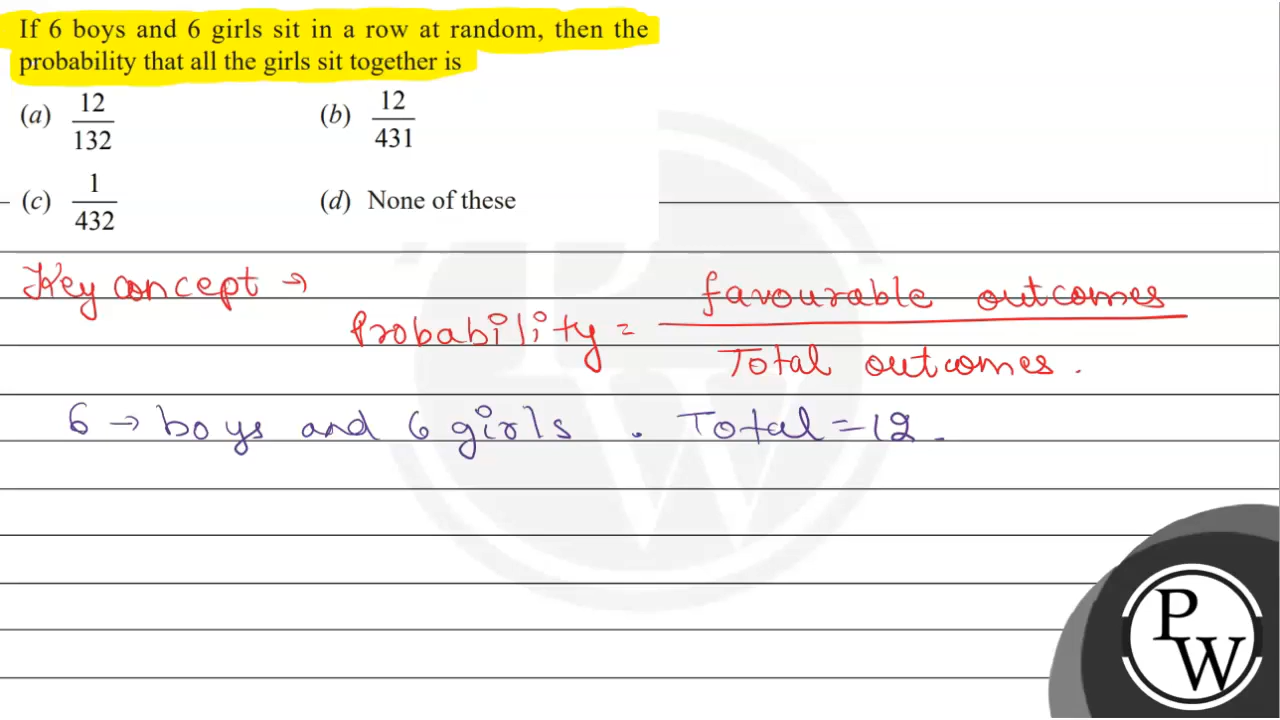 If 6 boys and 6 girls sit in a row at random, then the
probability that all the girls sit together is
(a) 12/132 (b) 12/431
(c) 1/432 (d) None of these
Key concept →
Probability = favourable outcomes / Total outcomes.
6 → boys and 6 girls. Total = 12.
PW
PW